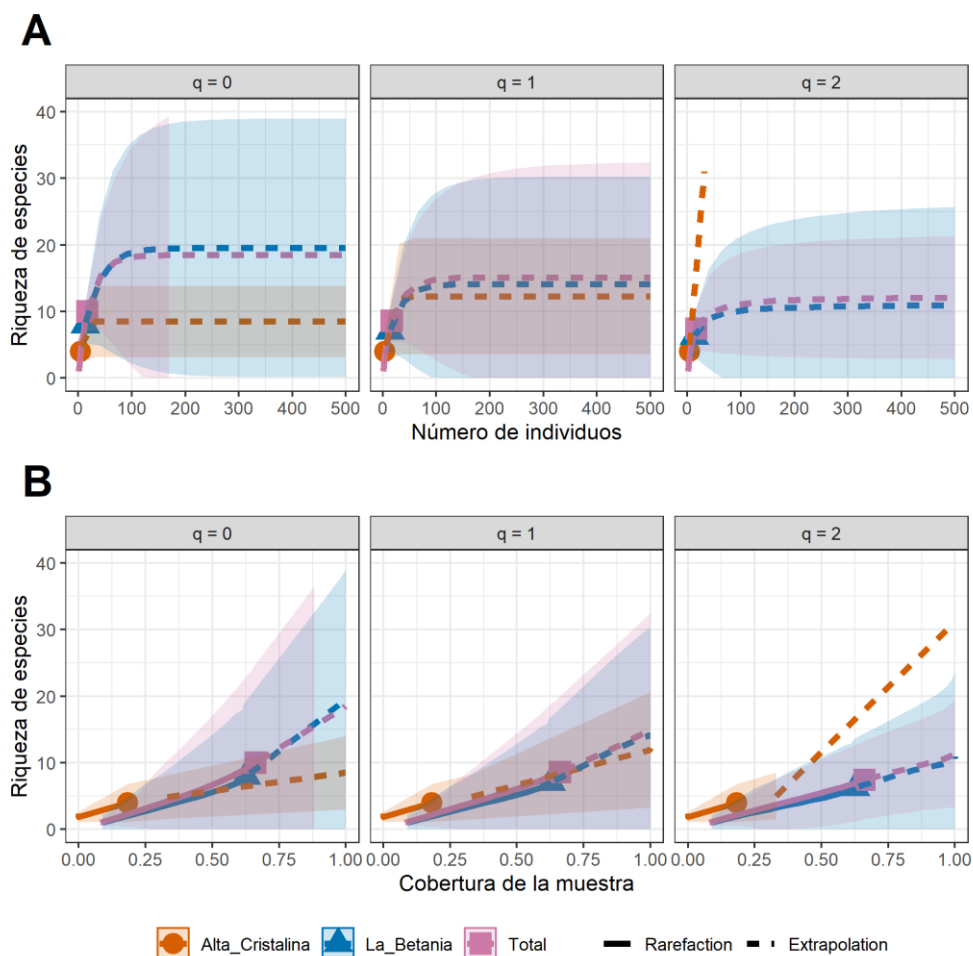 A
q = 0
q = 1
q = 2
Riqueza de especies
40
30
20
10
0
0 100 200 300 400 500
0 100 200 300 400 500
0 100 200 300 400 500
Número de individuos
B
q = 0
q = 1
q = 2
Riqueza de especies
40
30
20
10
0
0.00 0.25 0.50 0.75 1.00
0.00 0.25 0.50 0.75 1.00
0.00 0.25 0.50 0.75 1.00
Cobertura de la muestra
Alta_Cristalina La_Betania Total Rarefaction Extrapolation